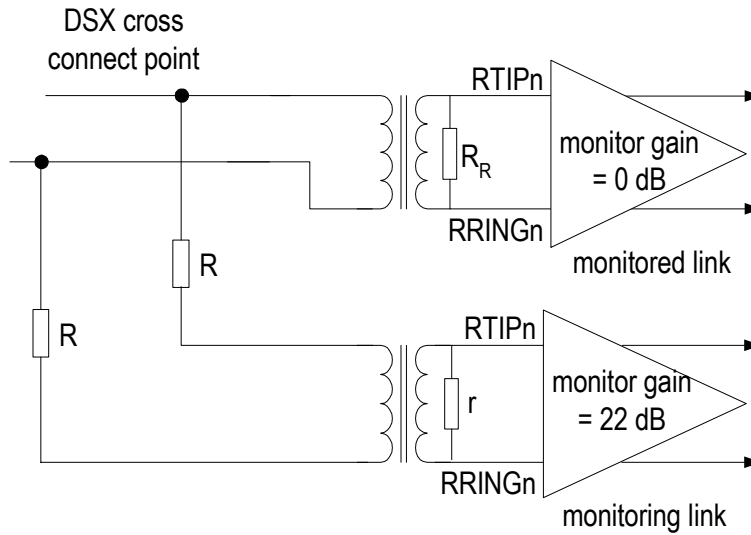 DSX cross
connect point
RTIPn
monitor gain
= 0 dB
R_R
RRINGn
monitored link
R
R
RTIPn
monitor gain
= 22 dB
r
RRINGn
monitoring link